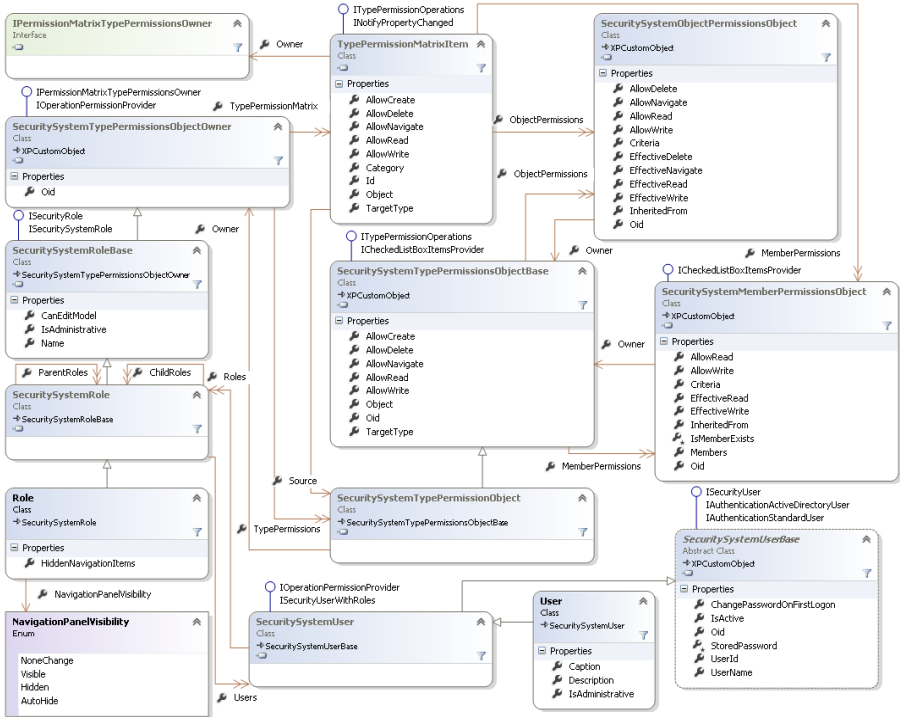 IPermissionMatrixTypePermissionsOwner
Interface
Owner
ITypePermissionOperations
INotifyPropertyChanged
TypePermissionMatrixItem
Class
Properties
AllowCreate
AllowDelete
AllowNavigate
AllowRead
AllowWrite
Category
Id
Object
TargetType
SecuritySystemObjectPermissionsObject
Class
XPCustomObject
Properties
AllowDelete
AllowNavigate
AllowRead
AllowWrite
Criteria
EffectiveDelete
EffectiveNavigate
EffectiveRead
EffectiveWrite
InheritedFrom
Oid
IPermissionMatrixTypePermissionsOwner
IOperationPermissionProvider
TypePermissionMatrix
SecuritySystemTypePermissionsObjectOwner
Class
XPCustomObject
Properties
Oid
ObjectPermissions
ObjectPermissions
Owner
Owner
MemberPermissions
ISecurityRole
ISecuritySystemRole
SecuritySystemRoleBase
Class
SecuritySystemTypePermissionsObjectOwner
Properties
CanEditModel
IsAdministrative
Name
ITypePermissionOperations
ICheckedListBoxItemsProvider
SecuritySystemTypePermissionsObjectBase
Class
XPCustomObject
Properties
AllowCreate
AllowDelete
AllowNavigate
AllowRead
AllowWrite
Object
Oid
TargetType
ICheckedListBoxItemsProvider
SecuritySystemMemberPermissionsObject
Class
XPCustomObject
Properties
AllowRead
AllowWrite
Criteria
EffectiveRead
EffectiveWrite
InheritedFrom
IsMemberExists
Members
Oid
Owner
MemberPermissions
ParentRoles
ChildRoles
Roles
SecuritySystemRole
Class
SecuritySystemRoleBase
Source
TypePermissions
SecuritySystemTypePermissionObject
Class
SecuritySystemTypePermissionsObjectBase
Role
Class
SecuritySystemRole
Properties
HiddenNavigationItems
NavigationPanelVisibility
NavigationPanelVisibility
Enum
NoneChange
Visible
Hidden
AutoHide
Users
IOperationPermissionProvider
ISecurityUserWithRoles
SecuritySystemUser
Class
SecuritySystemUserBase
User
Class
SecuritySystemUser
Properties
Caption
Description
IsAdministrative
ISecurityUser
IAuthenticationActiveDirectoryUser
IAuthenticationStandardUser
SecuritySystemUserBase
Abstract Class
XPCustomObject
Properties
ChangePasswordOnFirstLogon
IsActive
Oid
StoredPassword
UserId
UserName